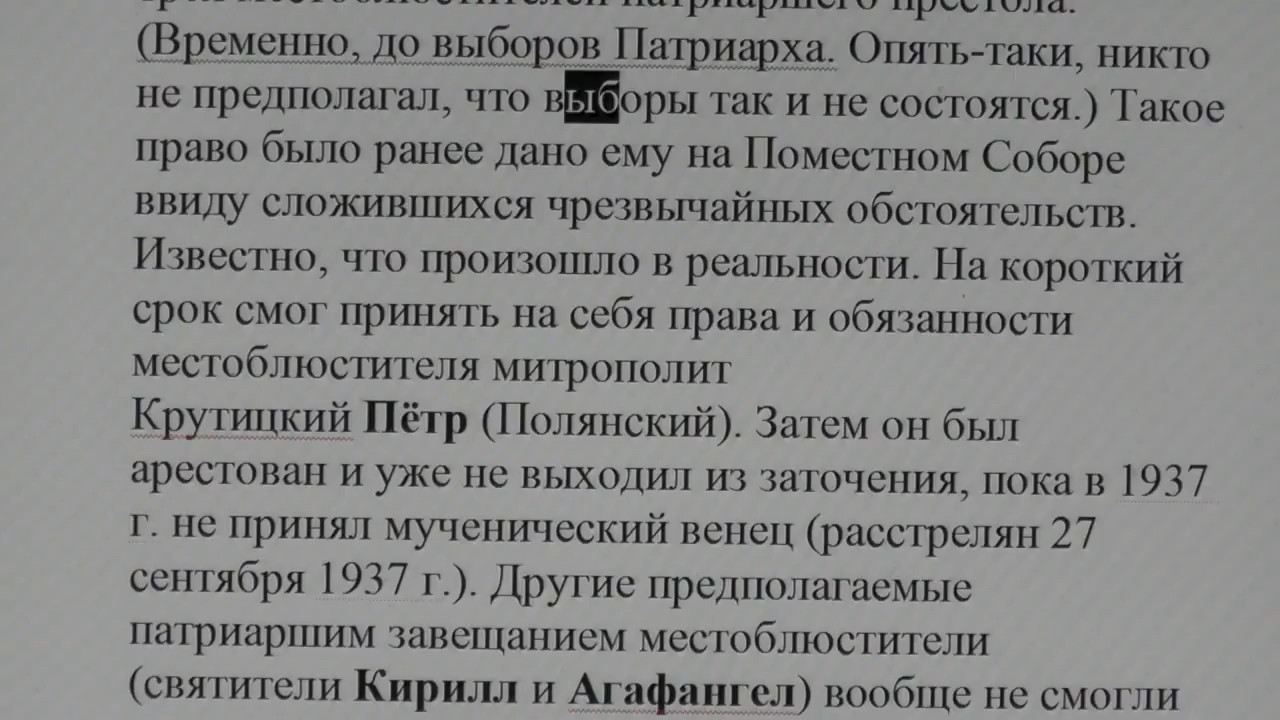 местоблюстителей патриаршего престола.
(Временно, до выборов Патриарха. Опять-таки, никто
не предполагал, что выборы так и не состоятся.) Такое
право было ранее дано ему на Поместном Соборе
ввиду сложившихся чрезвычайных обстоятельств.
Известно, что произошло в реальности. На короткий
срок смог принять на себя права и обязанности
местоблюстителя митрополит
Крутицкий Пётр (Полянский). Затем он был
арестован и уже не выходил из заточения, пока в 1937
г. не принял мученический венец (расстрелян 27
сентября 1937 г.). Другие предполагаемые
патриаршим завещанием местоблюстители
(святители Кирилл и Агафангел) вообще не смогли